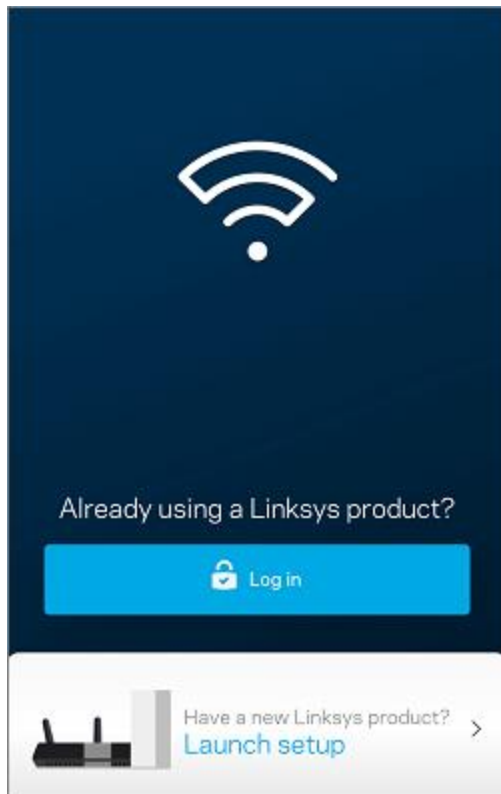 Already using a Linksys product?
Log in
Have a new Linksys product?
Launch setup